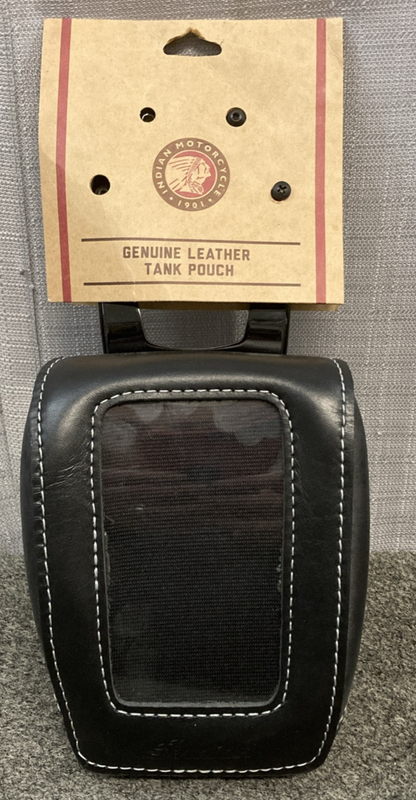 INDIAN MOTORCYCLE
1901
GENUINE LEATHER
TANK POUCH